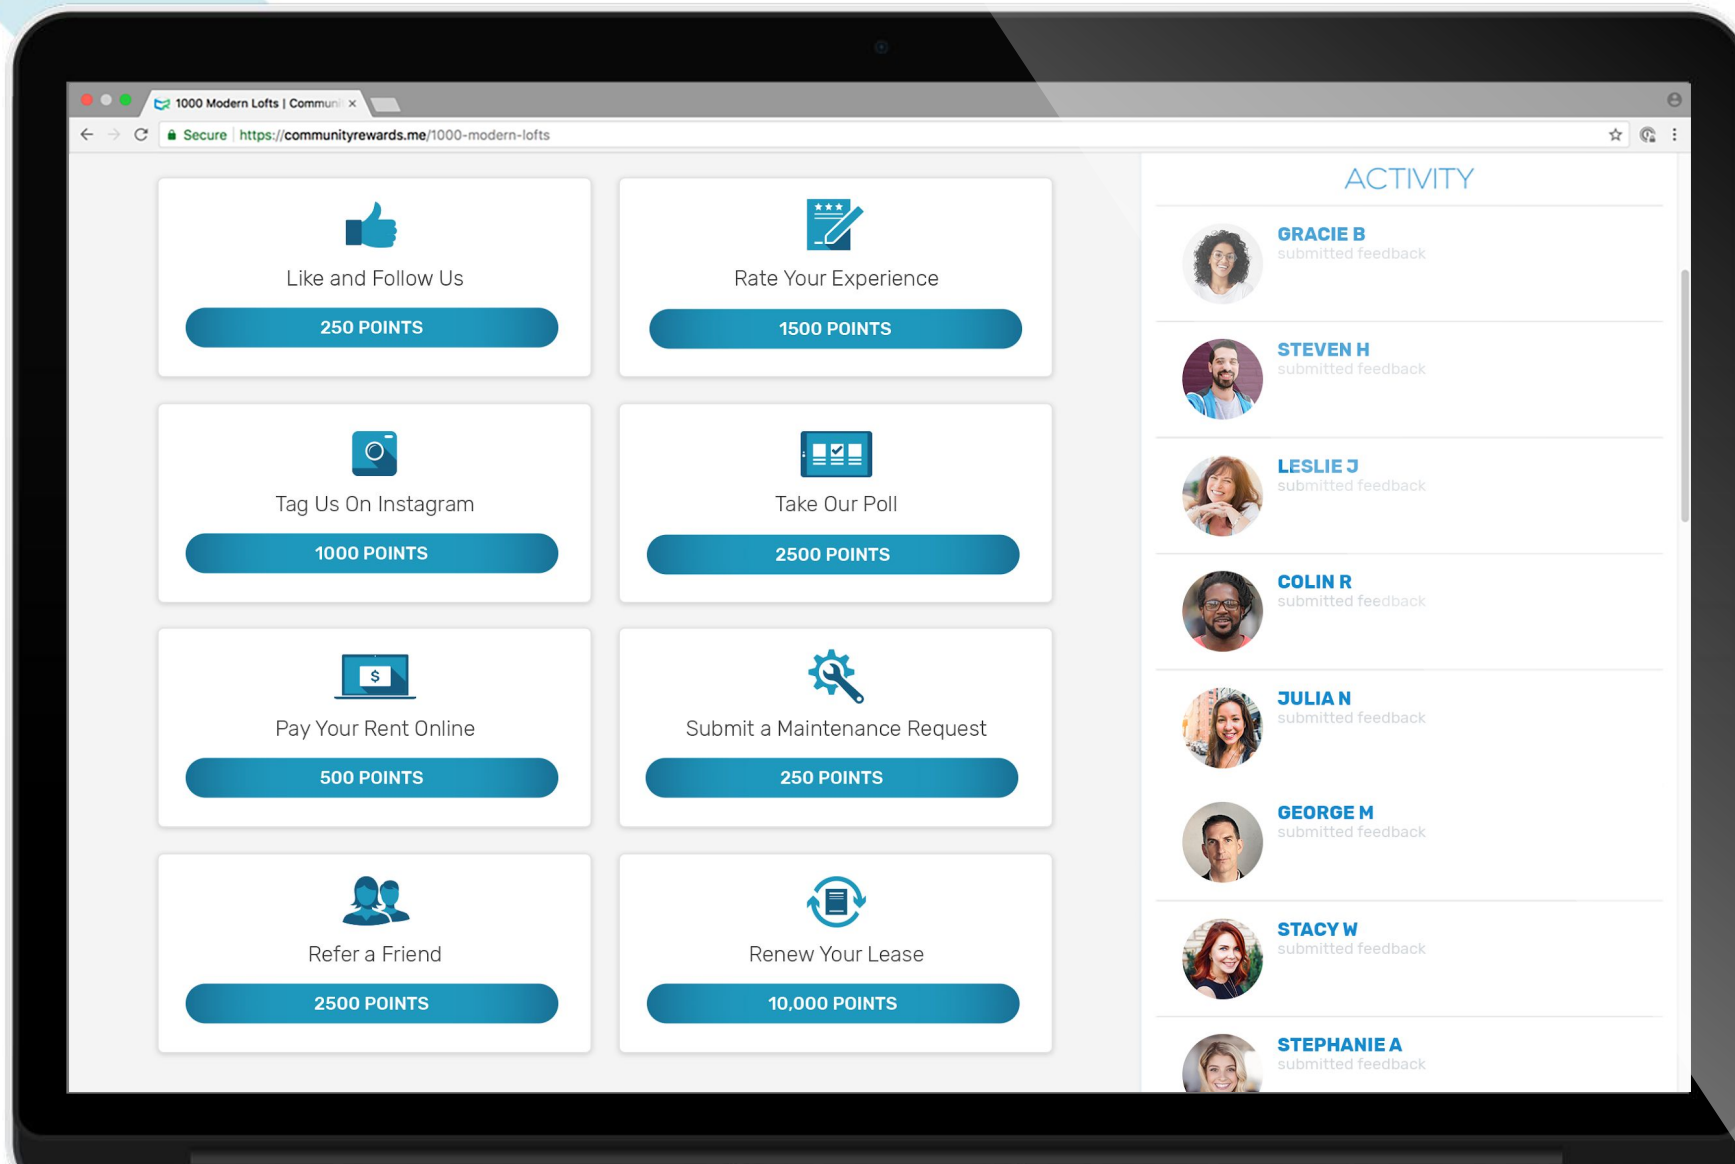 1000 Modern Lofts | Communi
Secure https://communityrewards.me/1000-modern-lofts
Like and Follow Us
250 POINTS
Rate Your Experience
1500 POINTS
Tag Us On Instagram
1000 POINTS
Take Our Poll
2500 POINTS
Pay Your Rent Online
500 POINTS
Submit a Maintenance Request
250 POINTS
Refer a Friend
2500 POINTS
Renew Your Lease
10,000 POINTS
ACTIVITY
GRACIE B
submitted feedback
STEVEN H
submitted feedback
LESLIE J
submitted feedback
COLIN R
submitted feedback
JULIA N
submitted feedback
GEORGE M
submitted feedback
STACY W
submitted feedback
STEPHANIE A
submitted feedback